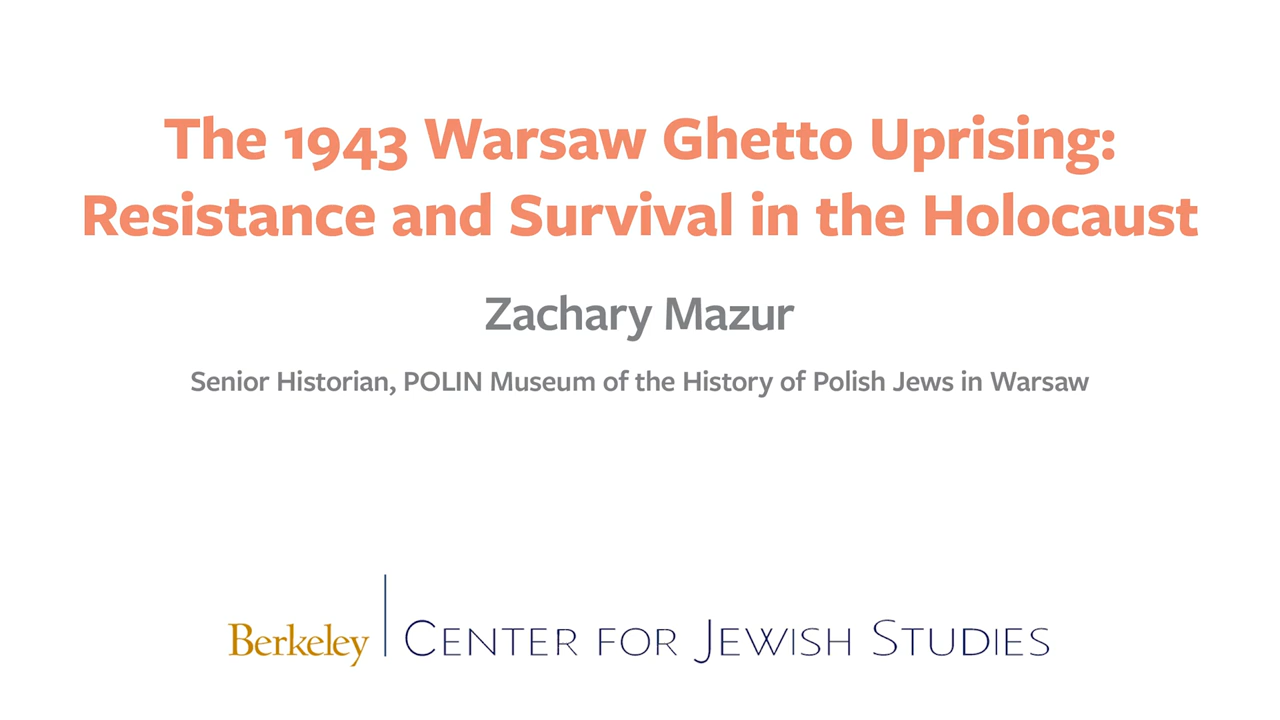 The 1943 Warsaw Ghetto Uprising:
Resistance and Survival in the Holocaust
Zachary Mazur
Senior Historian, POLIN Museum of the History of Polish Jews in Warsaw
Berkeley CENTER FOR JEWISH STUDIES